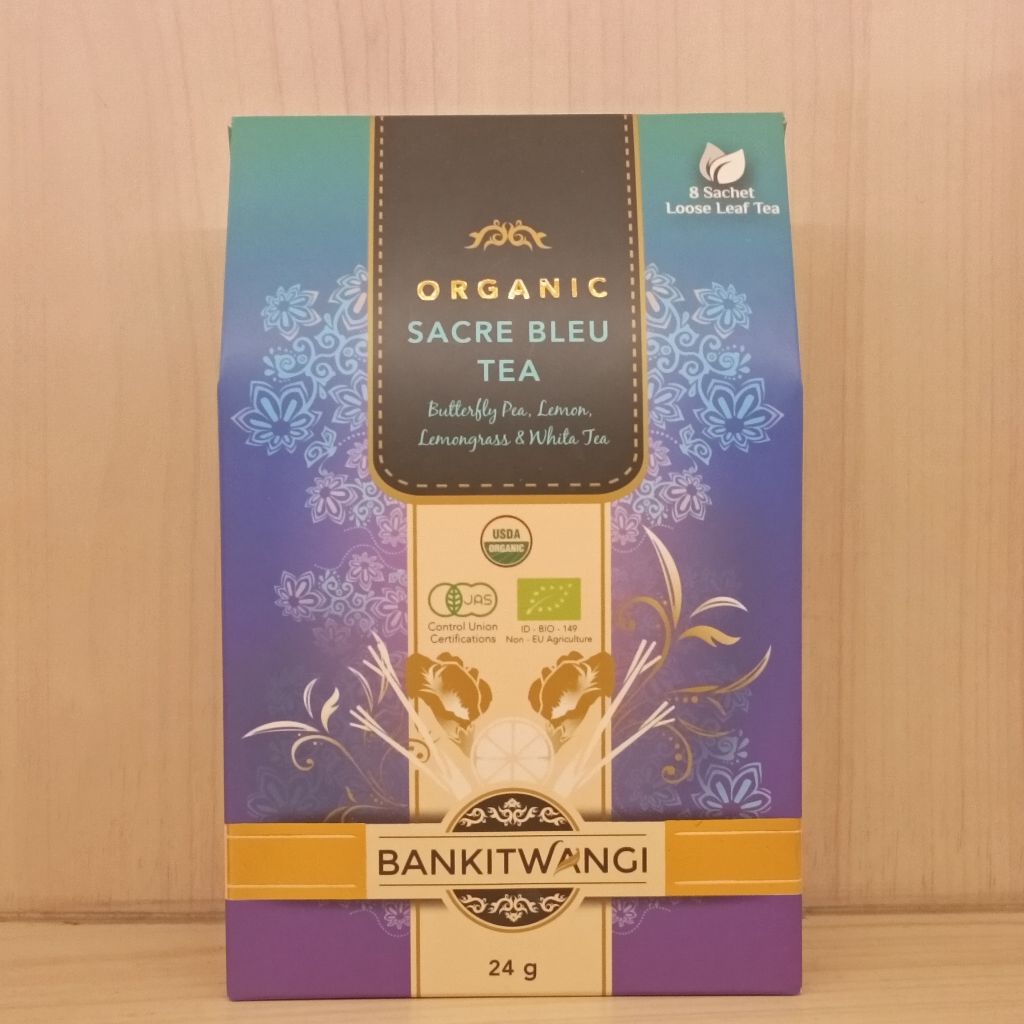 8 Sachet
Loose Leaf Tea
ORGANIC
SACRE BLEU
TEA
Butterfly Pea, Lemon,
Lemongrass & Whita Tea
USDA
ORGANIC
JAS
Control Union
Certifications
ID - BIO - 149
Non - EU Agriculture
BANKITWANGI
24 g